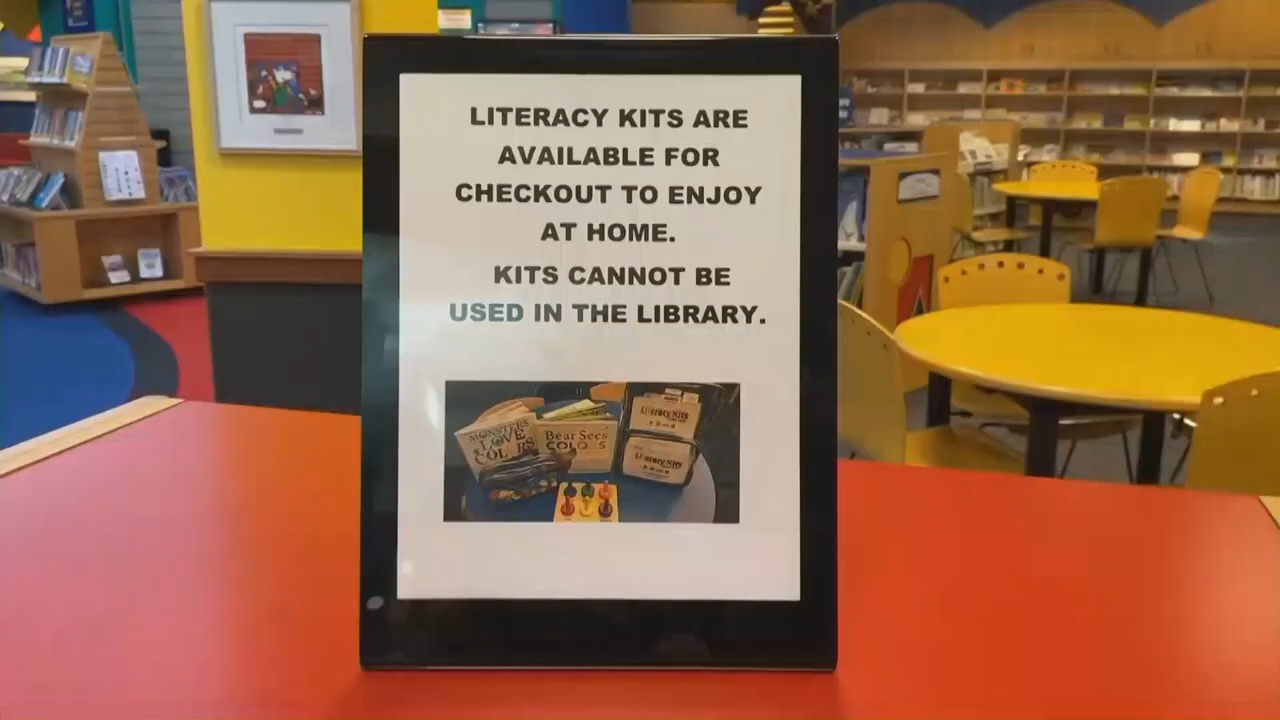 LITERACY KITS ARE
AVAILABLE FOR
CHECKOUT TO ENJOY
AT HOME.
KITS CANNOT BE
USED IN THE LIBRARY.
MONSTERS
LOVE
COLORS
Bear Sees
COLORS
Literacy Kits
Literacy Kits